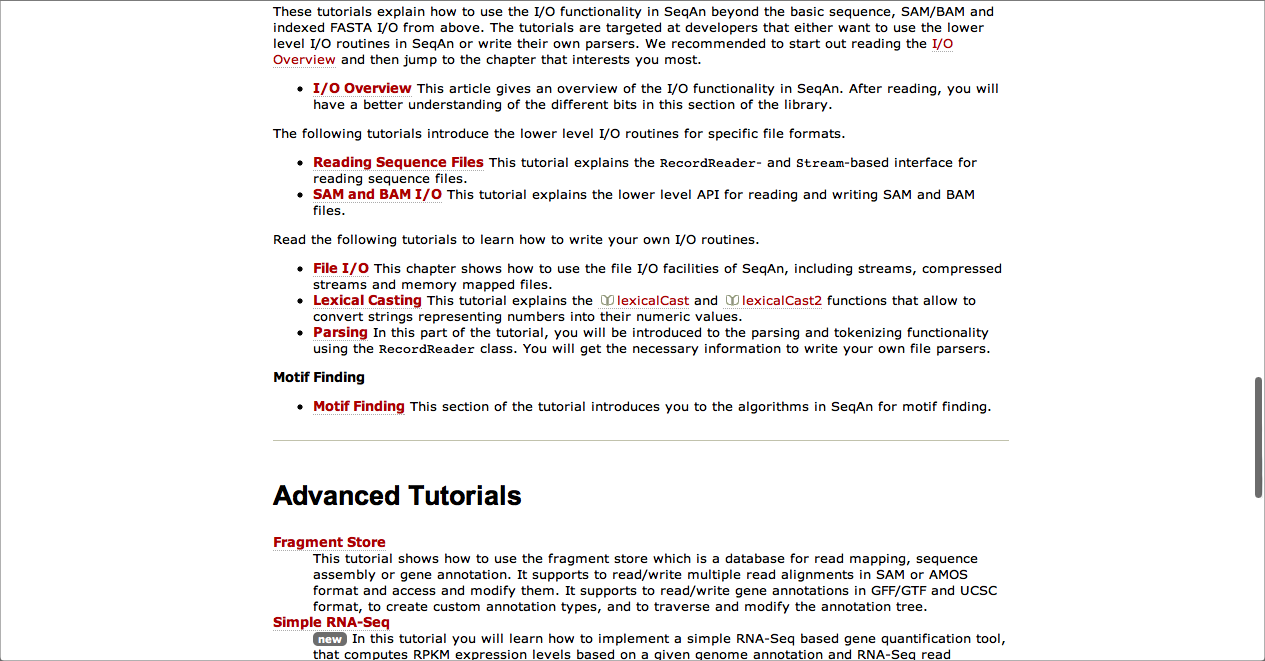 These tutorials explain how to use the I/O functionality in SeqAn beyond the basic sequence, SAM/BAM and
indexed FASTA I/O from above. The tutorials are targeted at developers that either want to use the lower
level I/O routines in SeqAn or write their own parsers. We recommended to start out reading the I/O
Overview and then jump to the chapter that interests you most.
• I/O Overview This article gives an overview of the I/O functionality in SeqAn. After reading, you will
have a better understanding of the different bits in this section of the library.
The following tutorials introduce the lower level I/O routines for specific file formats.
• Reading Sequence Files This tutorial explains the RecordReader- and Stream-based interface for
reading sequence files.
• SAM and BAM I/O This tutorial explains the lower level API for reading and writing SAM and BAM
files.
Read the following tutorials to learn how to write your own I/O routines.
• File I/O This chapter shows how to use the file I/O facilities of SeqAn, including streams, compressed
streams and memory mapped files.
• Lexical Casting This tutorial explains the lexicalCast and lexicalCast2 functions that allow to
convert strings representing numbers into their numeric values.
• Parsing In this part of the tutorial, you will be introduced to the parsing and tokenizing functionality
using the RecordReader class. You will get the necessary information to write your own file parsers.
Motif Finding
• Motif Finding This section of the tutorial introduces you to the algorithms in SeqAn for motif finding.
Advanced Tutorials
Fragment Store
This tutorial shows how to use the fragment store which is a database for read mapping, sequence
assembly or gene annotation. It supports to read/write multiple read alignments in SAM or AMOS
format and access and modify them. It supports to read/write gene annotations in GFF/GTF and UCSC
format, to create custom annotation types, and to traverse and modify the annotation tree.
Simple RNA-Seq
new In this tutorial you will learn how to implement a simple RNA-Seq based gene quantification tool,
that computes RPKM expression levels based on a given genome annotation and RNA-Seq read